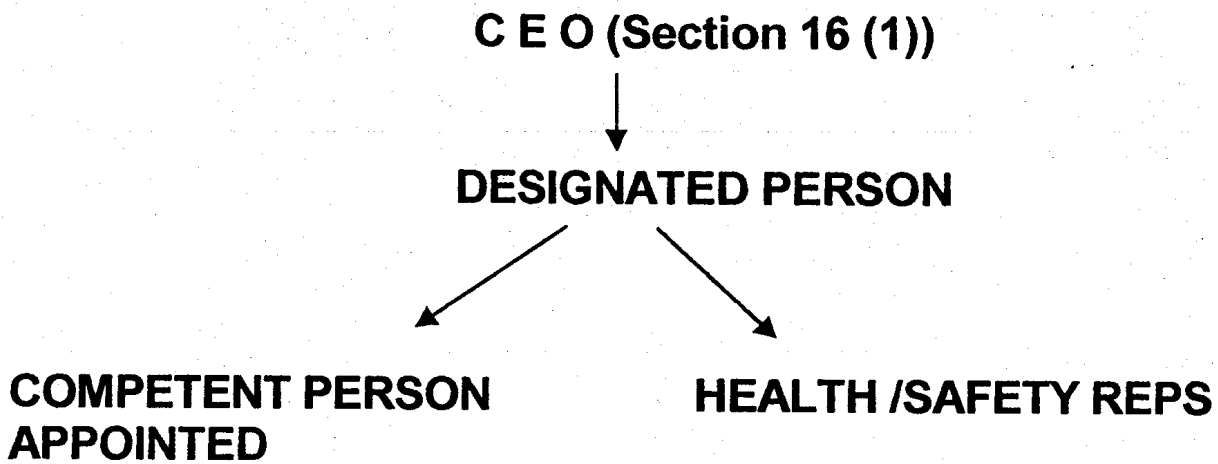 C E O (Section 16 (1))
DESIGNATED PERSON
COMPETENT PERSON
APPOINTED
HEALTH /SAFETY REPS